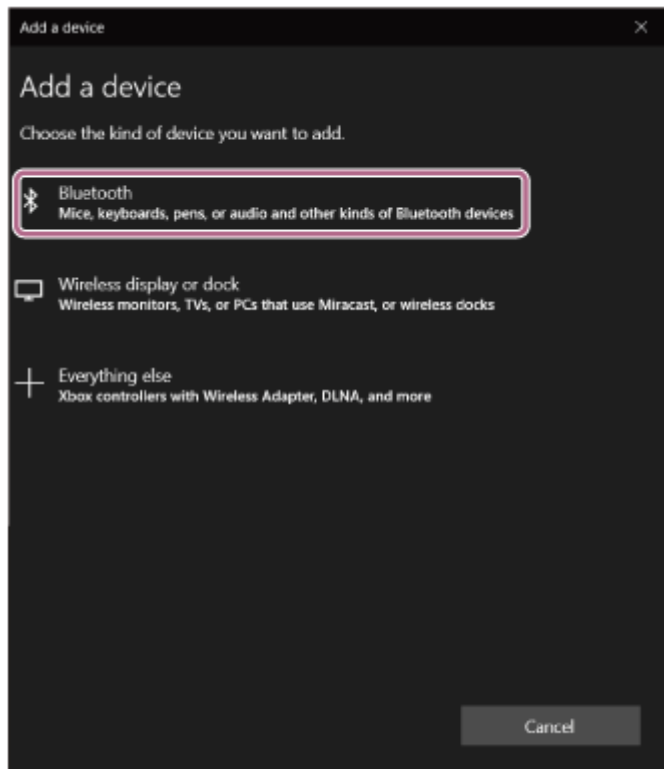 Add a device
Add a device
Choose the kind of device you want to add.
Bluetooth
Mice, keyboards, pens, or audio and other kinds of Bluetooth devices
Wireless display or dock
Wireless monitors, TVs, or PCs that use Miracast, or wireless docks
Everything else
Xbox controllers with Wireless Adapter, DLNA, and more
Cancel